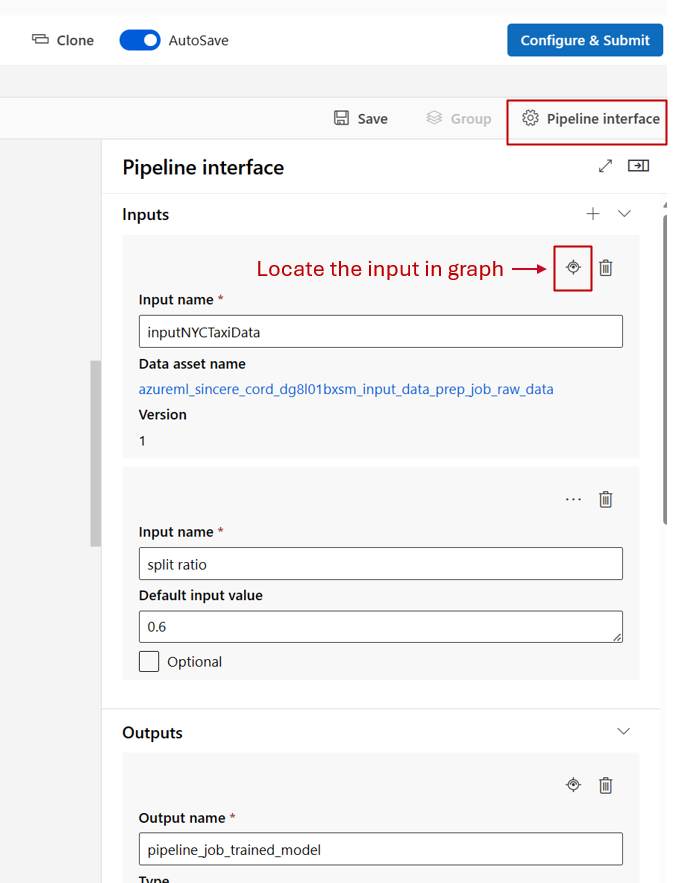 Clone
AutoSave
Configure & Submit
Save
Group
Pipeline interface
Pipeline interface
Inputs
Locate the input in graph
Input name *
inputNYCTaxiData
Data asset name
azureml_sincere_cord_dg8l01bxsm_input_data_prep_job_raw_data
Version
1
Input name *
split ratio
Default input value
0.6
Optional
Outputs
Output name *
pipeline_job_trained_model
Type